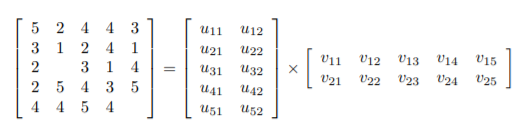 5 2 4 4 3 u11 u12
3 1 2 4 1 u21 u22 v11 v12 v13 v14 v15
2 3 1 4 = u31 u32 × v21 v22 v23 v24 v25
2 5 4 3 5 u41 u42
4 4 5 4 u51 u52